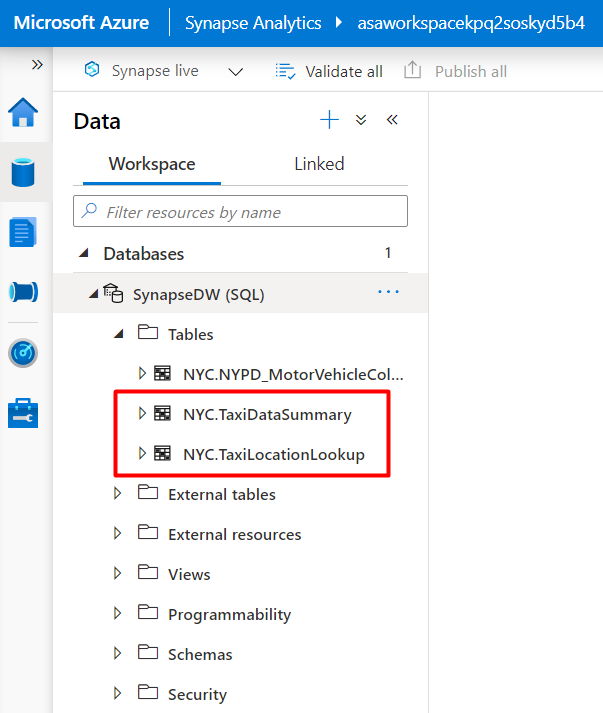 Microsoft Azure Synapse Analytics asaworkspacekpq2soskyd5b4
Synapse live Validate all Publish all
Data
Workspace Linked
Filter resources by name
Databases 1
SynapseDW (SQL)
Tables
NYC.NYPD_MotorVehicleCol...
NYC.TaxiDataSummary
NYC.TaxiLocationLookup
External tables
External resources
Views
Programmability
Schemas
Security